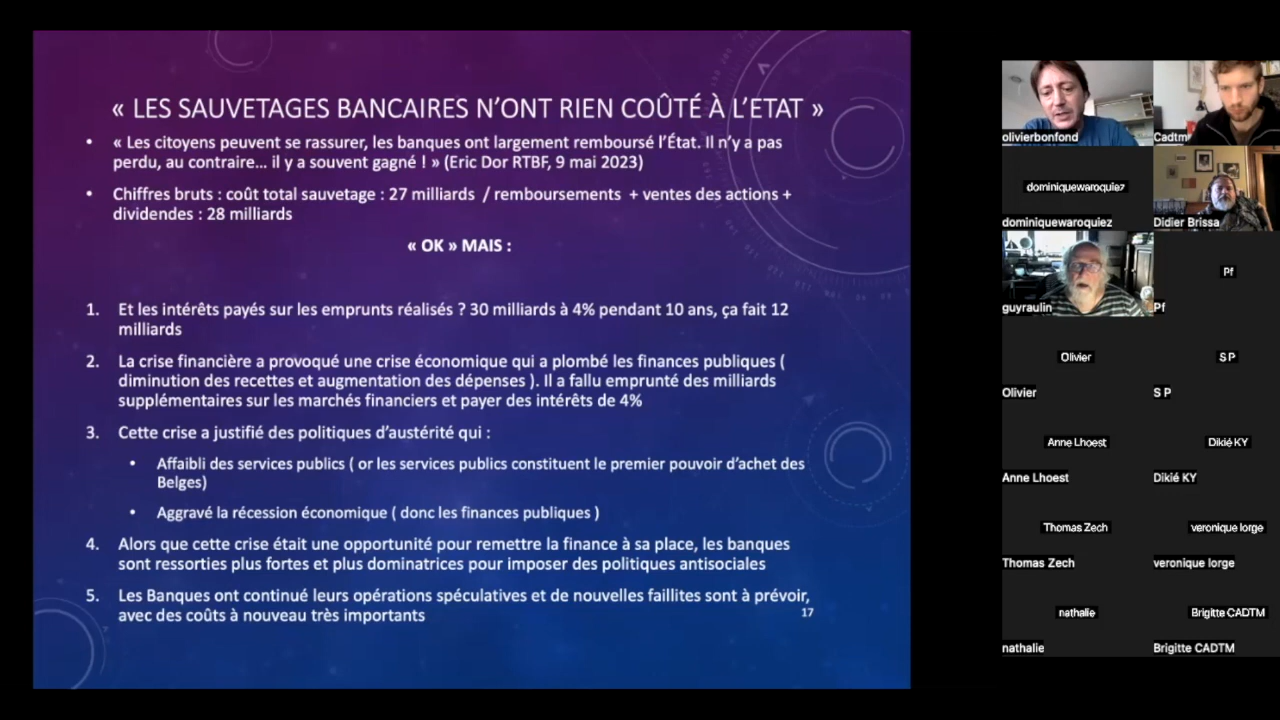 « LES SAUVETAGES BANCAIRES N’ONT RIEN COÛTÉ À L’ETAT »
• « Les citoyens peuvent se rassurer, les banques ont largement remboursé l’État. Il n’y a pas
perdu, au contraire… il y a souvent gagné ! » (Eric Dor RTBF, 9 mai 2023)
• Chiffres bruts : coût total sauvetage : 27 milliards / remboursements + ventes des actions +
dividendes : 28 milliards
« OK » MAIS :
1. Et les intérêts payés sur les emprunts réalisés ? 30 milliards à 4% pendant 10 ans, ça fait 12
milliards
2. La crise financière a provoqué une crise économique qui a plombé les finances publiques (
diminution des recettes et augmentation des dépenses ). Il a fallu emprunté des milliards
supplémentaires sur les marchés financiers et payer des intérêts de 4%
3. Cette crise a justifié des politiques d’austérité qui :
• Affaibli des services publics ( or les services publics constituent le premier pouvoir d’achet des
Belges)
• Aggravé la récession économique ( donc les finances publiques )
4. Alors que cette crise était une opportunité pour remettre la finance à sa place, les banques
sont ressorties plus fortes et plus dominatrices pour imposer des politiques antisociales
5. Les Banques ont continué leurs opérations spéculatives et de nouvelles faillites sont à prévoir,
avec des coûts à nouveau très importants
17
olivierbonfond
Cadtm
dominiquewaroquiez
dominiquewaroquiez
Didier Brissa
guyraulin
Pf
Pf
Olivier
S P
Olivier
S P
Anne Lhoest
Dikié KY
Anne Lhoest
Dikié KY
Thomas Zech
veronique lorge
Thomas Zech
veronique lorge
nathalie
Brigitte CADTM
nathalie
Brigitte CADTM